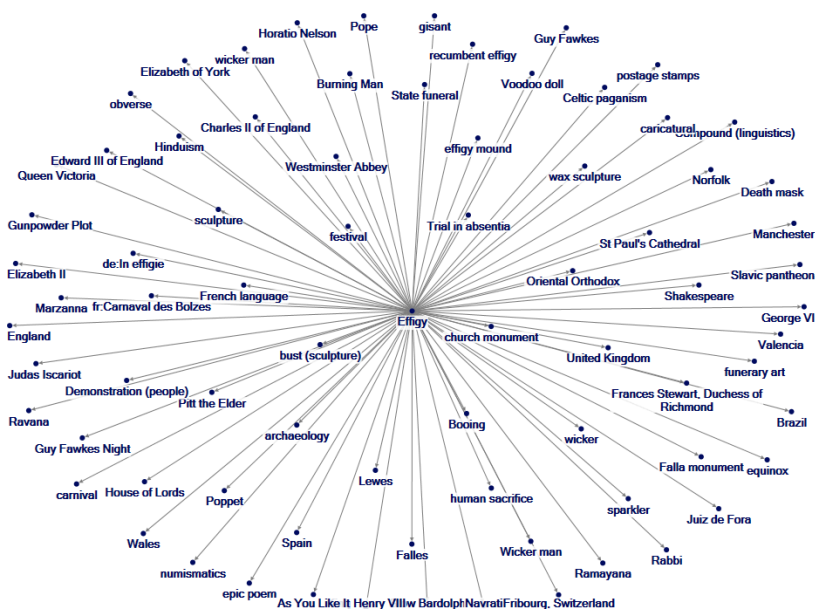 Horatio Nelson
Pope
gisant
Guy Fawkes
wicker man
recumbent effigy
Elizabeth of York
Burning Man
State funeral
Voodoo doll
postage stamps
obverse
Celtic paganism
Charles II of England
Hinduism
effigy mound
caricatural
Compound (linguistics)
Edward III of England
Westminster Abbey
wax sculpture
Norfolk
Queen Victoria
Death mask
Gunpowder Plot
sculpture
festival
Trial in absentia
St Paul's Cathedral
Manchester
de:In effigie
Elizabeth II
Oriental Orthodox
Slavic pantheon
Marzanna
fr:Carnaval des Bolzes
French language
Shakespeare
England
Effigy
church monument
George VI
Valencia
bust (sculpture)
United Kingdom
Judas Iscariot
funerary art
Demonstration (people)
Pitt the Elder
Frances Stewart, Duchess of
Richmond
Ravana
Booing
Brazil
Guy Fawkes Night
archaeology
wicker
Falla monument
equinox
carnival
House of Lords
Poppet
Lewes
human sacrifice
sparkler
Juiz de Fora
Wales
Spain
Falles
Wicker man
Rabbi
numismatics
Ramayana
epic poem
As You Like It
Henry VII
w Bardolph
Navrati
Fribourg, Switzerland